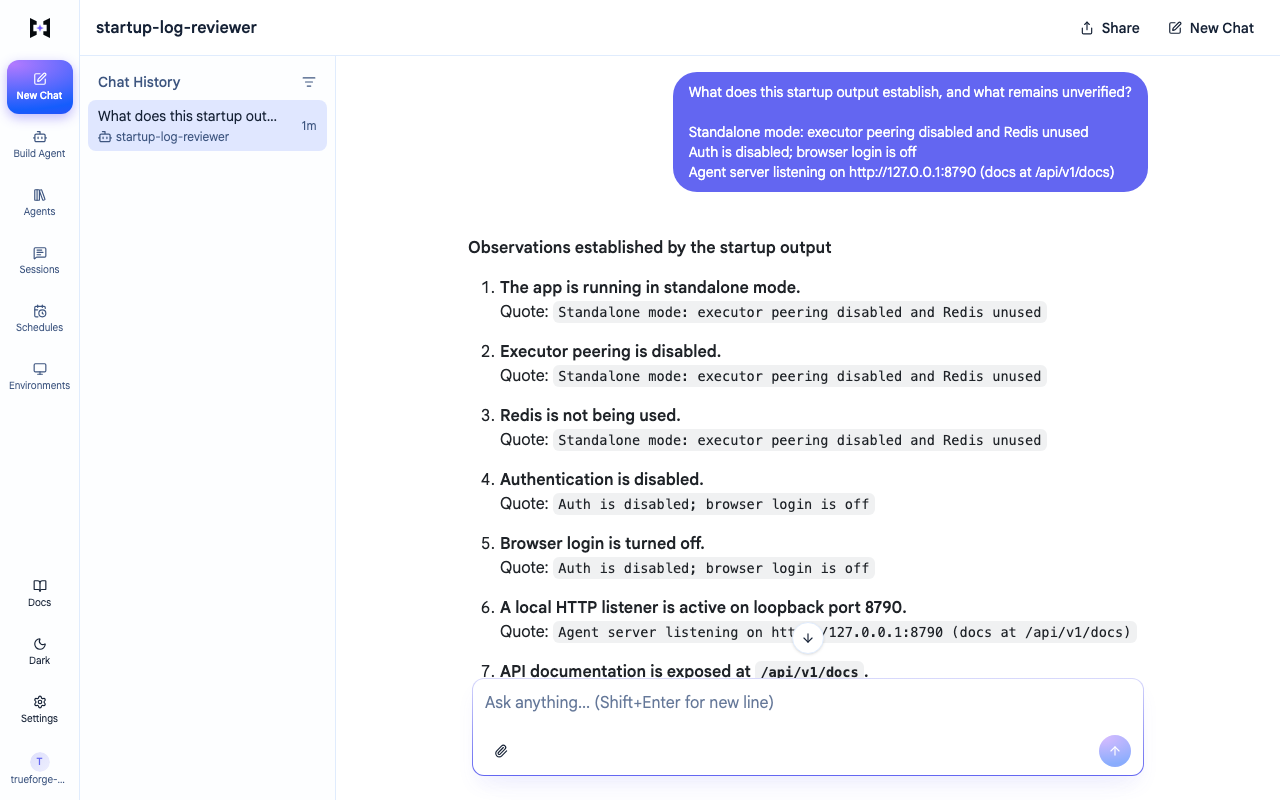 startup-log-reviewer
Share
New Chat
New Chat
Build Agent
Agents
Sessions
Schedules
Environments
Docs
Dark
Settings
T
trueforge-...
Chat History
What does this startup out...
startup-log-reviewer
1m
What does this startup output establish, and what remains unverified?
Standalone mode: executor peering disabled and Redis unused
Auth is disabled; browser login is off
Agent server listening on http://127.0.0.1:8790 (docs at /api/v1/docs)
Observations established by the startup output
1. The app is running in standalone mode.
Quote: Standalone mode: executor peering disabled and Redis unused
2. Executor peering is disabled.
Quote: Standalone mode: executor peering disabled and Redis unused
3. Redis is not being used.
Quote: Standalone mode: executor peering disabled and Redis unused
4. Authentication is disabled.
Quote: Auth is disabled; browser login is off
5. Browser login is turned off.
Quote: Auth is disabled; browser login is off
6. A local HTTP listener is active on loopback port 8790.
Quote: Agent server listening on htt /127.0.0.1:8790 (docs at /api/v1/docs)
7. API documentation is exposed at /api/v1/docs.
Ask anything... (Shift+Enter for new line)